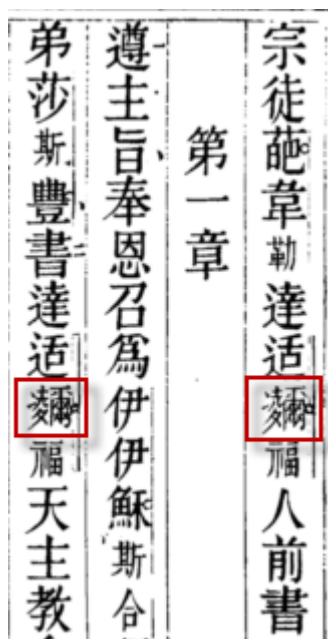 宗徒葩韋勒達适福人前書
第一章
遵主旨奉恩召爲伊伊穌斯合
弟莎斯豐書達适福天主教